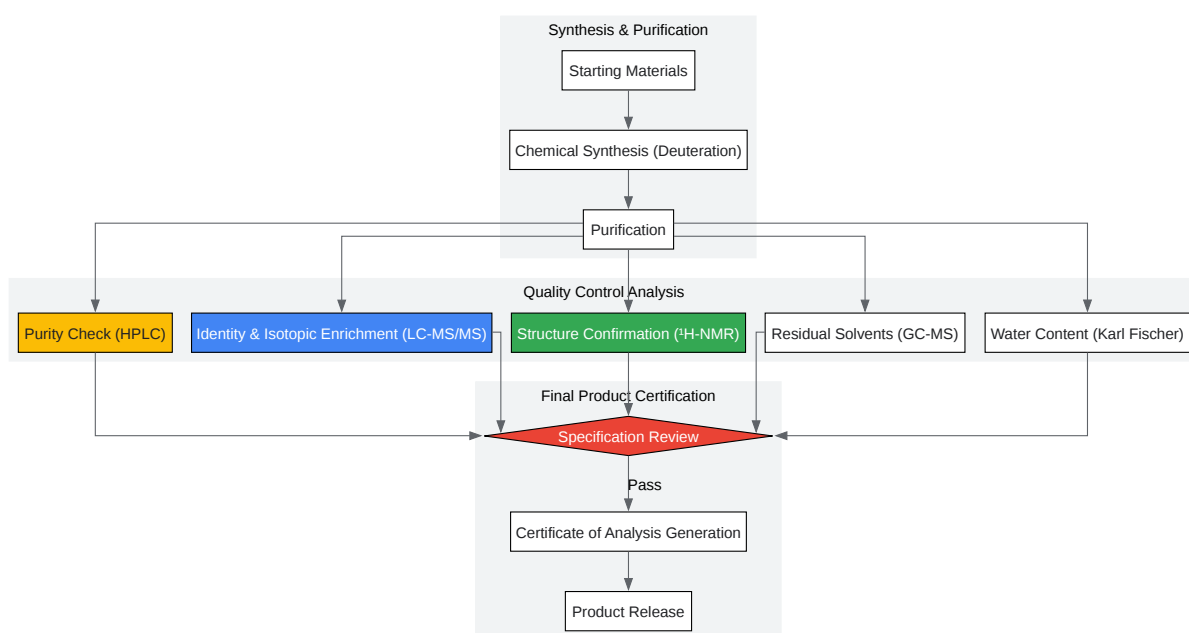 Synthesis & Purification
Starting Materials
Chemical Synthesis (Deuteration)
Purification
Quality Control Analysis
Purity Check (HPLC)
Identity & Isotopic Enrichment (LC-MS/MS)
Structure Confirmation (¹H-NMR)
Residual Solvents (GC-MS)
Water Content (Karl Fischer)
Final Product Certification
Specification Review
Pass
Certificate of Analysis Generation
Product Release